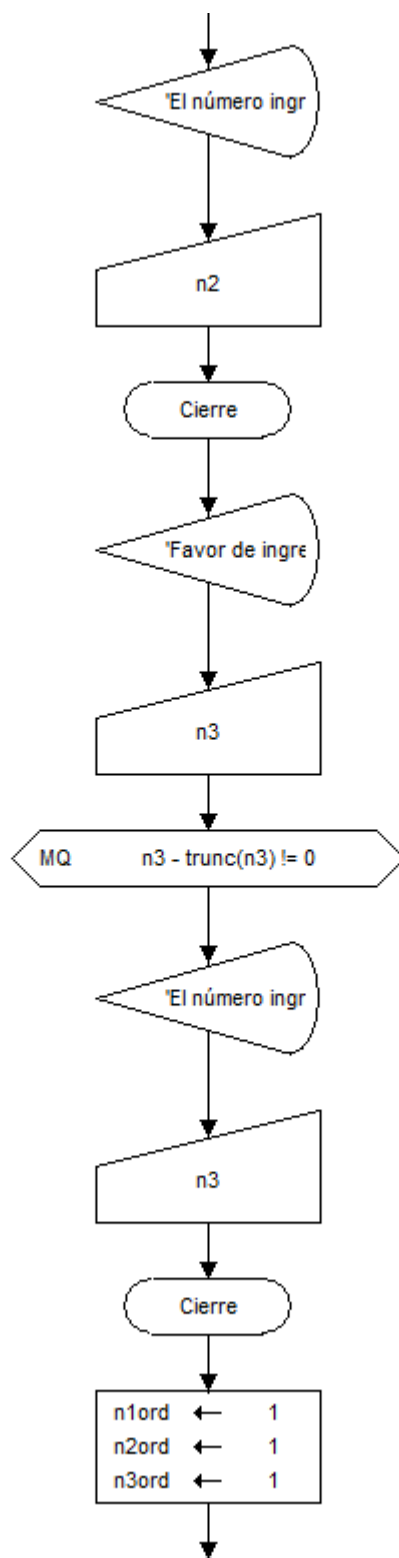 'El número ingr
n2
Cierre
'Favor de ingre
n3
MQ n3 - trunc(n3) != 0
'El número ingr
n3
Cierre
n1ord ← 1
n2ord ← 1
n3ord ← 1